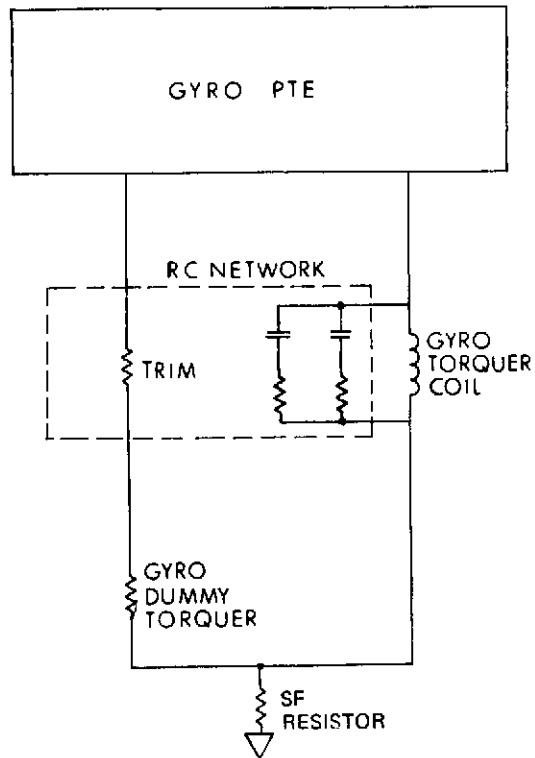 GYRO PTE
RC NETWORK
TRIM
GYRO
TORQUER
COIL
GYRO
DUMMY
TORQUER
SF
RESISTOR